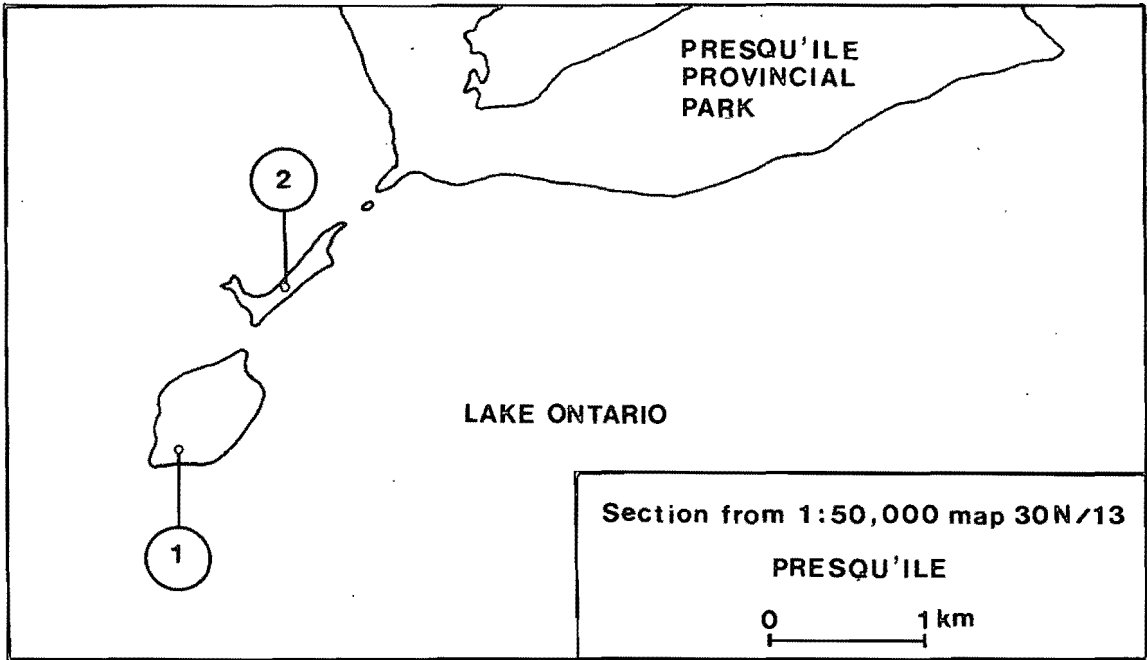 PRESQU'ILE
PROVINCIAL
PARK
2
LAKE ONTARIO
1
Section from 1:50,000 map 30N/13
PRESQU'ILE
0 1 km